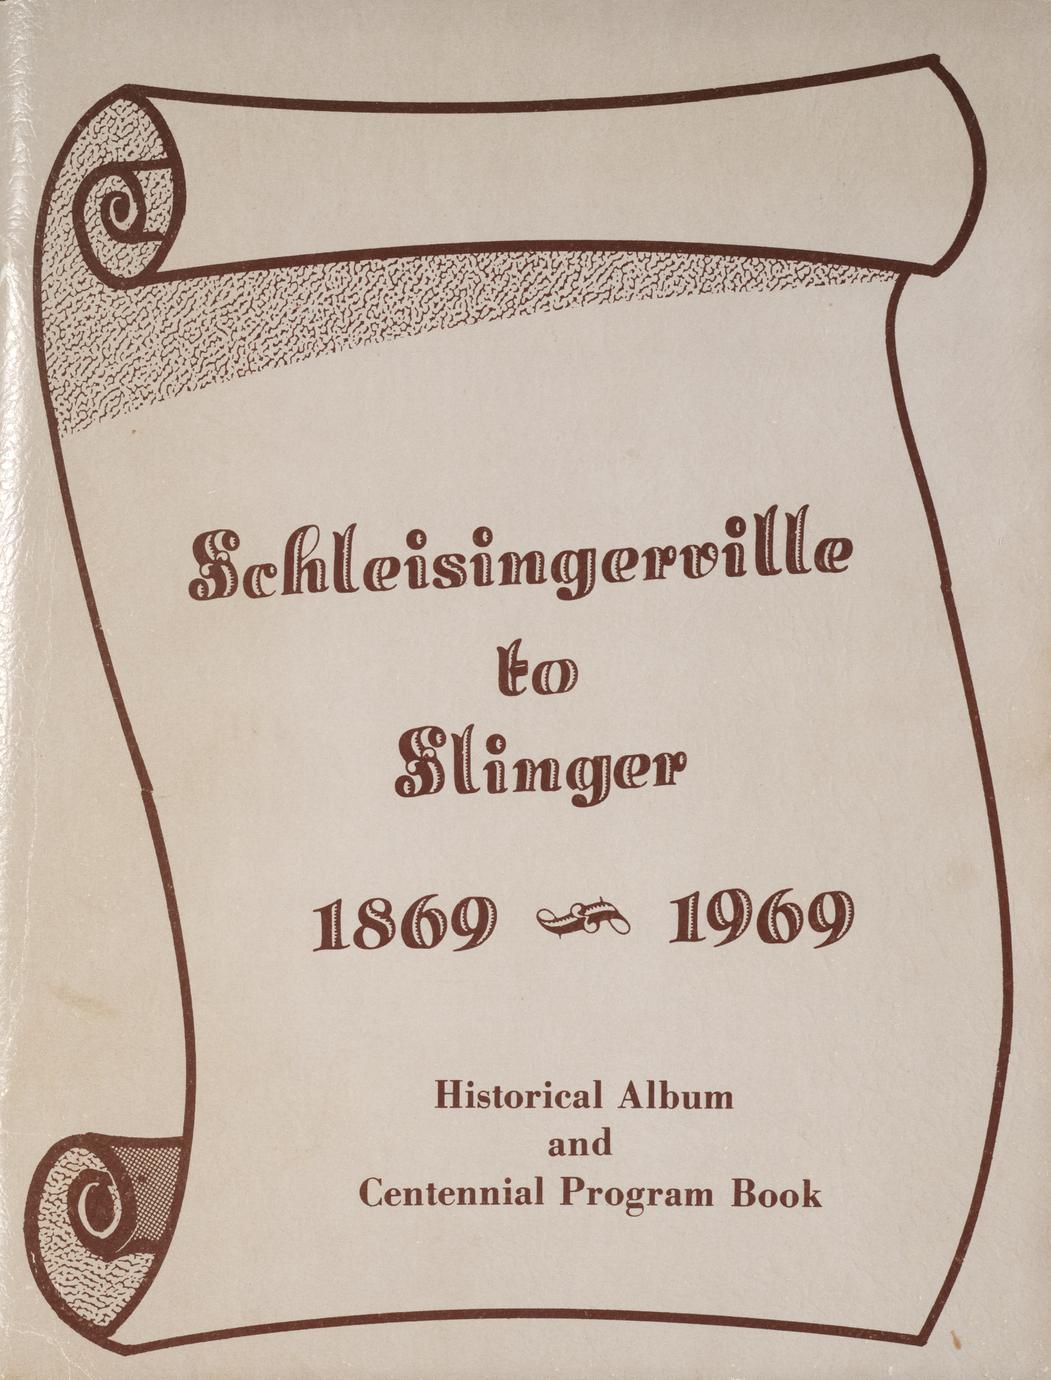 Schleisingerville
to
Slinger
1869 1969
Historical Album
and
Centennial Program Book